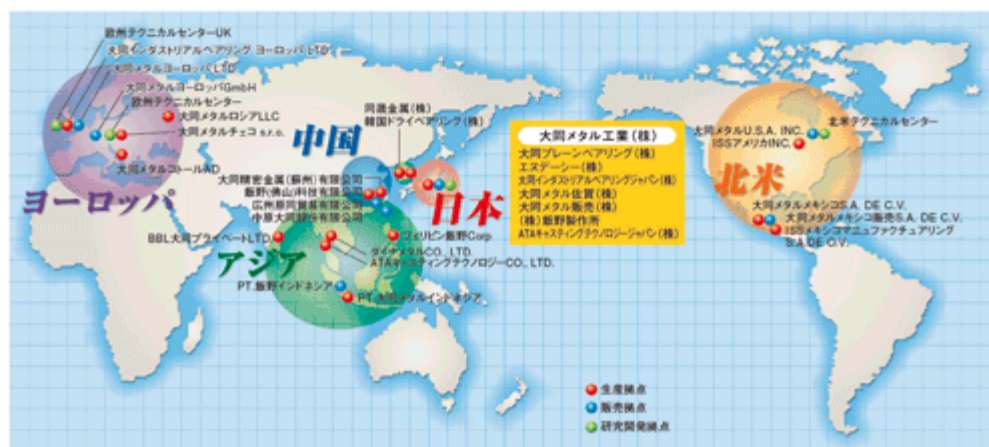 欧州テクニカルセンターUK
大同インダストリアルベアリング ヨーロッパ LTD.
大同メタルヨーロッパLTD.
大同メタルヨーロッパGmbH
欧州テクニカルセンター
大同メタルロシアLLC
大同メタルチェコ s.r.o.
大同メタルコトールAD
ヨーロッパ
中国
同晟金属(株)
韓国ドライベアリング(株)
大同精密金属(蘇州)有限公司
飯野(佛山)科技有限公司
広州原同貿易有限公司
中原大同股份有限公司
日本
大同メタル工業(株)
大同プレーンベアリング(株)
エヌデーシー(株)
大同インダストリアルベアリングジャパン(株)
大同メタル佐賀(株)
大同メタル販売(株)
(株)飯野製作所
ATAキャスティングテクノロジージャパン(株)
アジア
BBL大同プライベートLTD.
フィリピン飯野Corp
ダイナメタルCO., LTD.
ATAキャスティングテクノロジーCO., LTD.
PT.飯野インドネシア
PT.大同メタルインドネシア
北米
大同メタルU.S.A. INC.
ISSアメリカINC.
北米テクニカルセンター
大同メタルメキシコS.A. DE C.V.
大同メタルメキシコ販売S.A. DE C.V.
ISSメキシコマニュファクチュアリング
S.A.DE C.V.
生産拠点
販売拠点
研究開発拠点